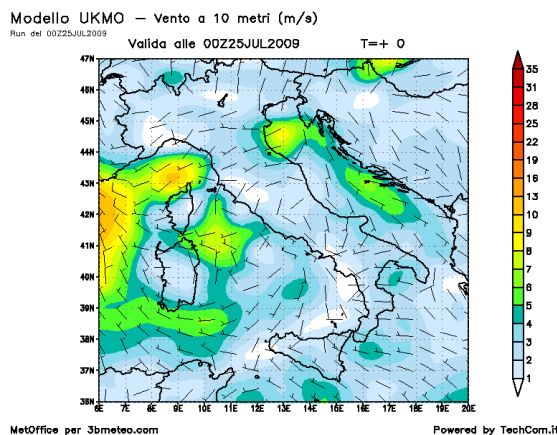 Modello UKMO – Vento a 10 metri (m/s)
Run del 00Z25JUL2009
Valida alle 00Z25JUL2009 T=+ 0
47N
46N
45N
44N
43N
42N
41N
40N
39N
38N
37N
36N
6E 7E 8E 9E 10E 11E 12E 13E 14E 15E 16E 17E 18E 19E 20E
35
31
28
25
22
19
16
13
10
9
8
7
6
5
4
3
2
1
MetOffice per 3bmeteo.com Powered by TechCom.it